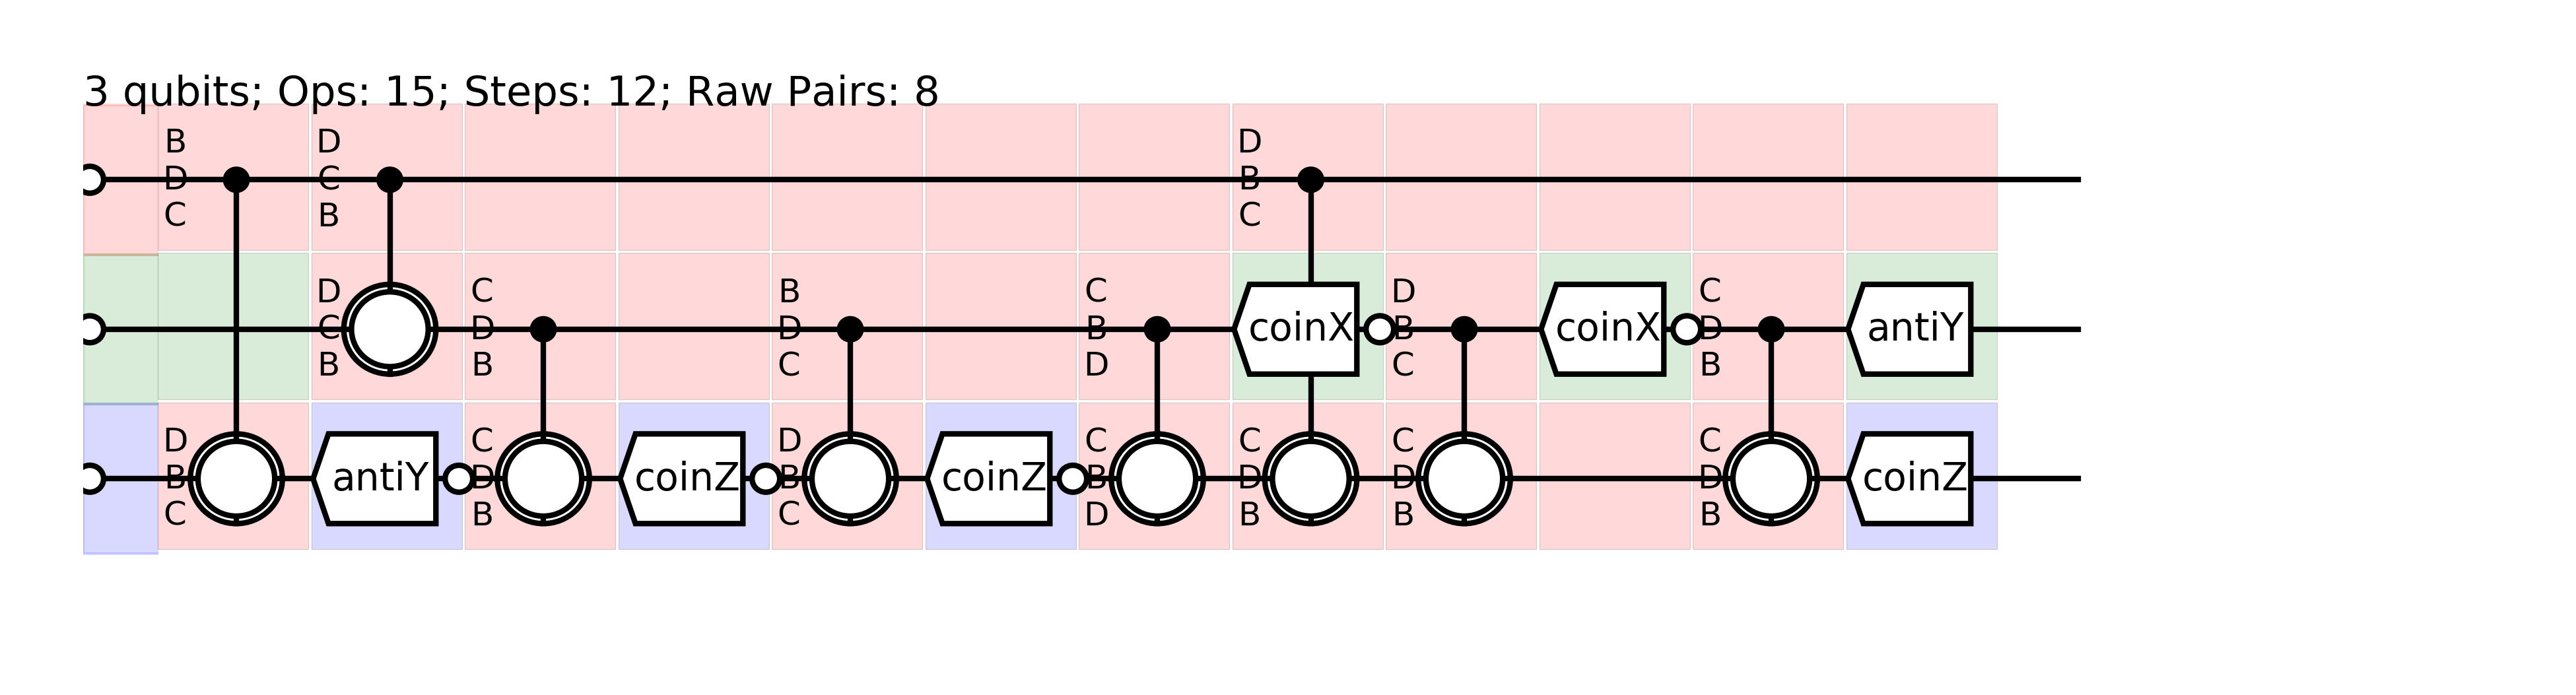 3 qubits; Ops: 15; Steps: 12; Raw Pairs: 8
B D D
D C B
C B C
D C B C coinX D coinX C antiY
C D D B B D
B B C D C B
D antiY C coinZ D coinZ C C C C coinZ
B D B B D D D
C B C D B B B